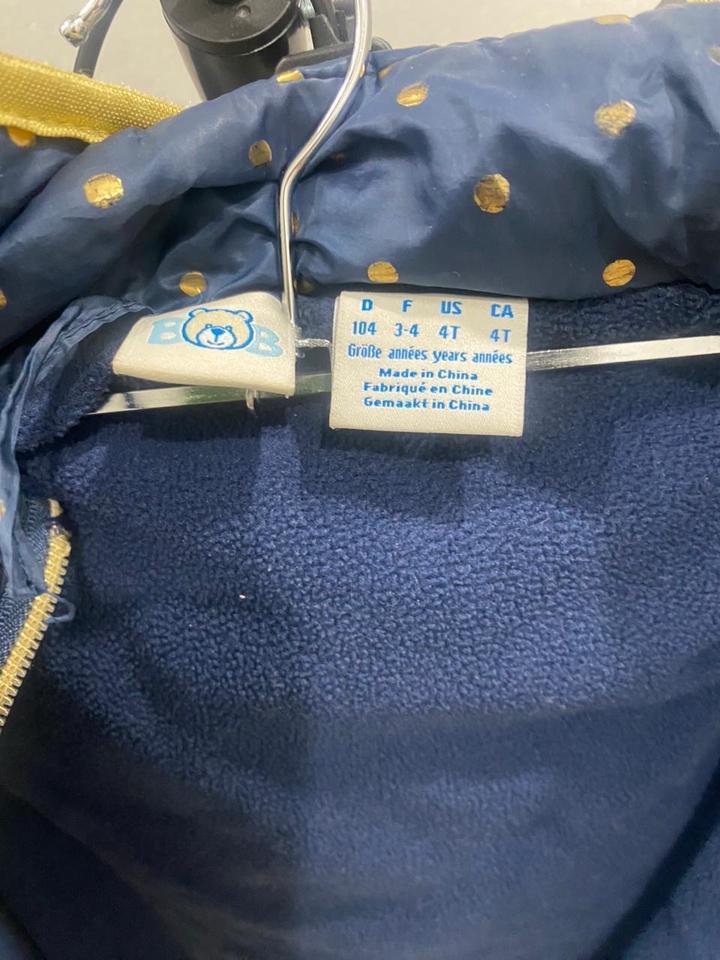 BOB
D F US CA
104 3-4 4T 4T
Größe années years années
Made in China
Fabriqué en Chine
Gemaakt in China